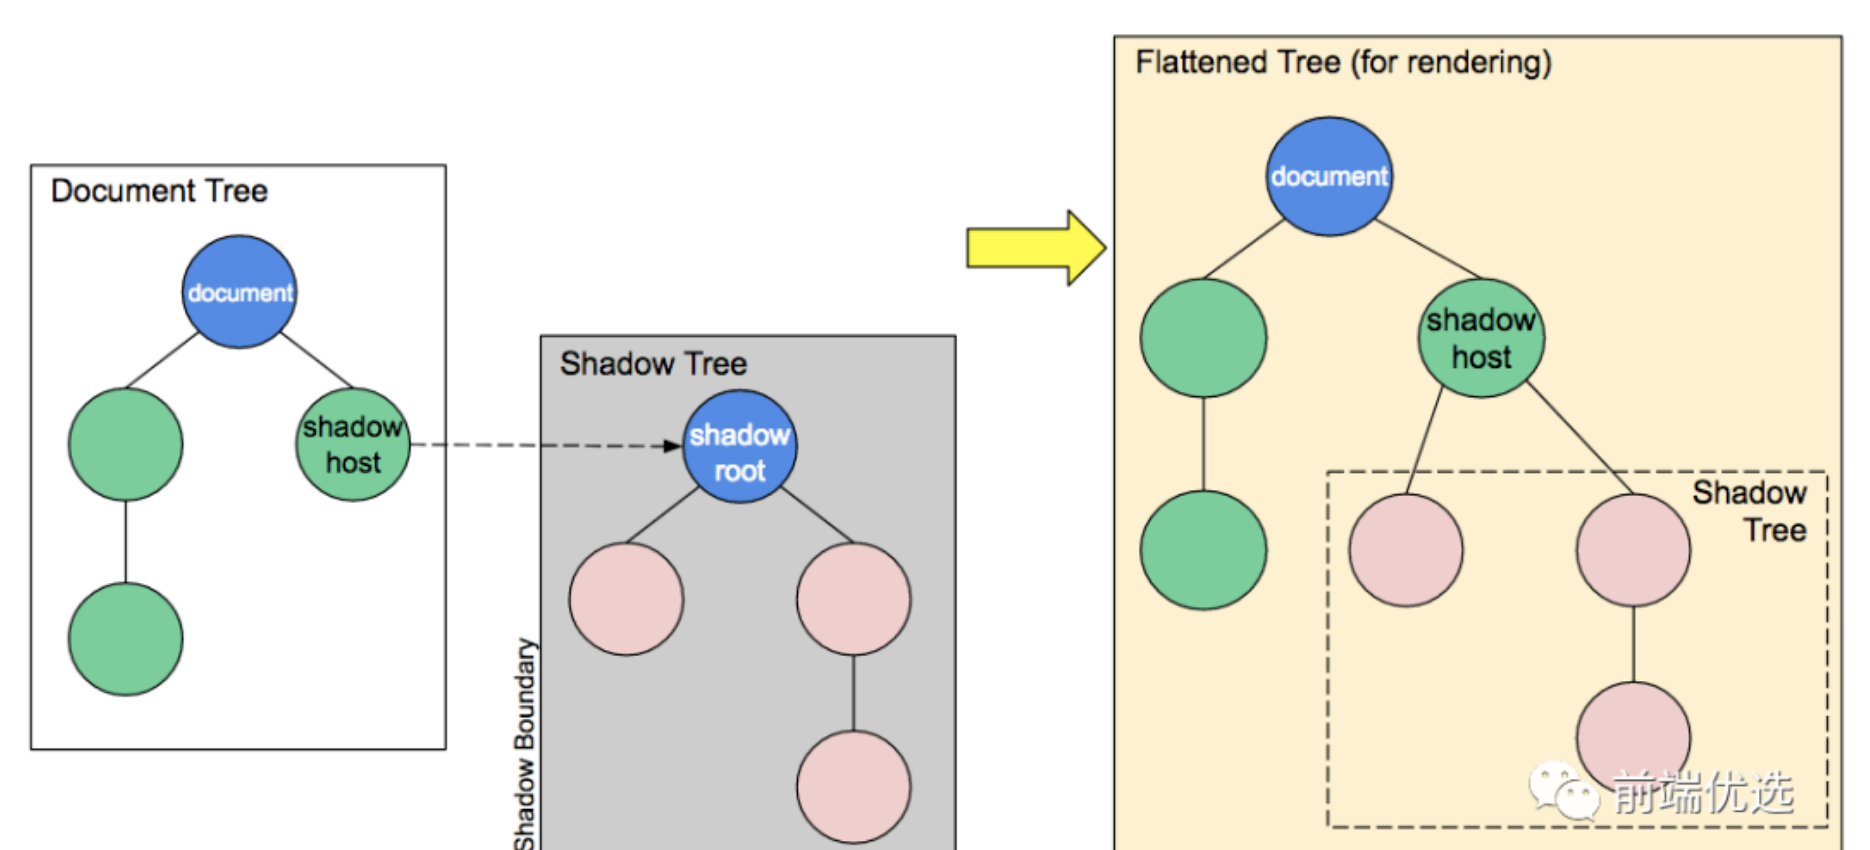 Document Tree
document
shadow
host
Shadow Tree
shadow
root
Shadow Boundary
Flattened Tree (for rendering)
document
shadow
host
Shadow
Tree
前端优选